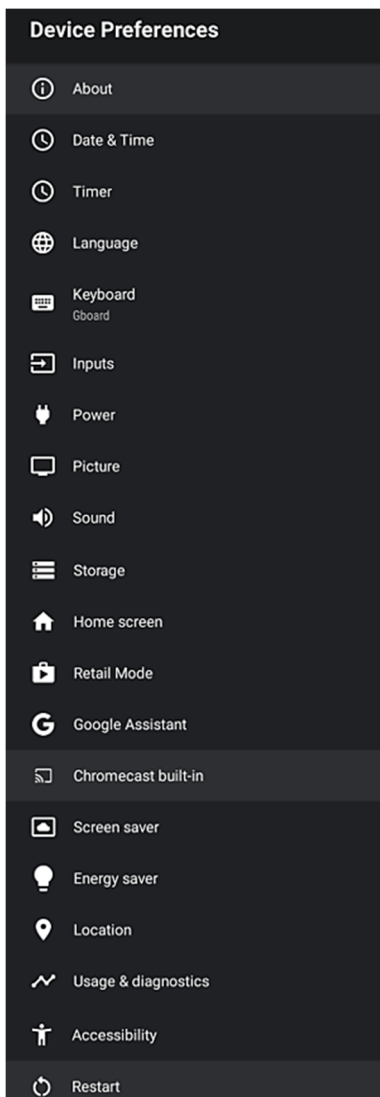 Device Preferences
About
Date & Time
Timer
Language
Keyboard
Gboard
Inputs
Power
Picture
Sound
Storage
Home screen
Retail Mode
Google Assistant
Chromecast built-in
Screen saver
Energy saver
Location
Usage & diagnostics
Accessibility
Restart